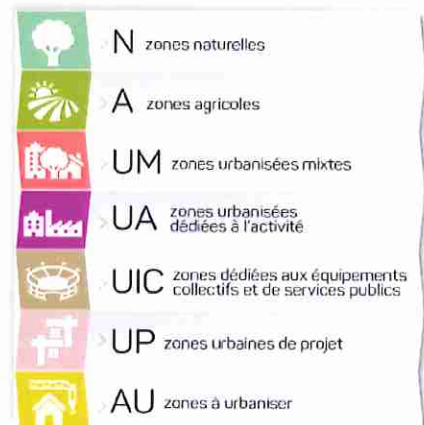 N zones naturelles
A zones agricoles
UM zones urbanisées mixtes
UA zones urbanisées
dédiées à l'activité
UIC zones dédiées aux équipements
collectifs et de services publics
UP zones urbaines de projet
AU zones à urbaniser